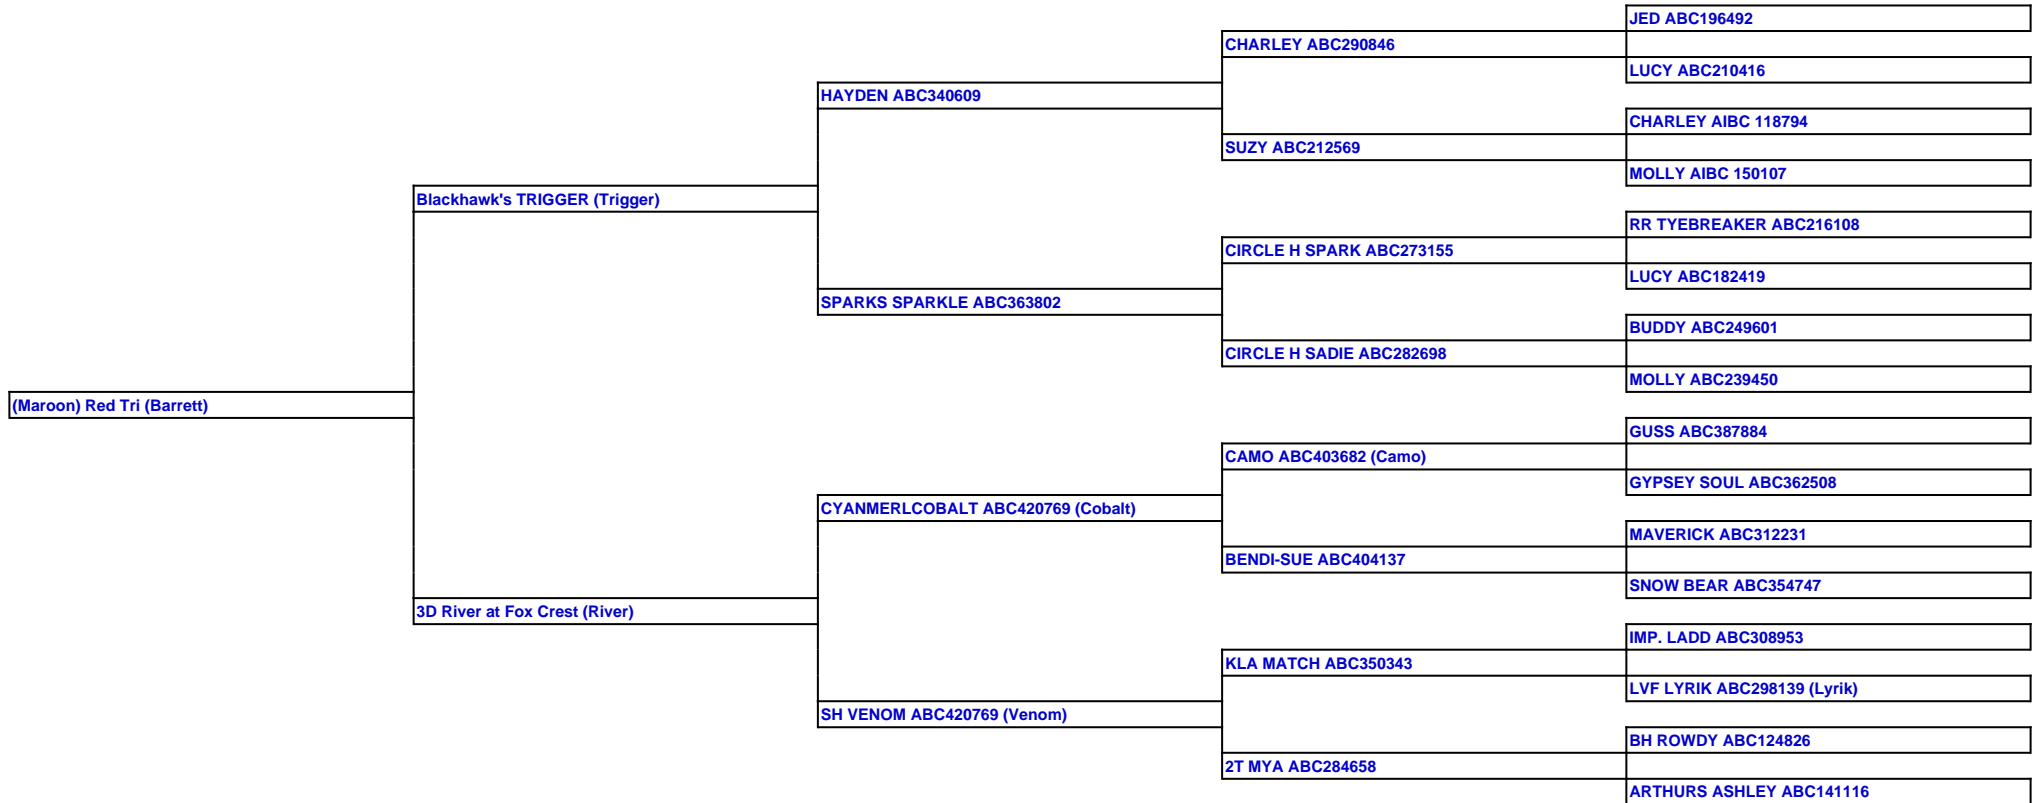 JED ABC196492
CHARLEY ABC290846
LUCY ABC210416
HAYDEN ABC340609
CHARLEY AIBC 118794
SUZY ABC212569
MOLLY AIBC 150107
Blackhawk's TRIGGER (Trigger)
RR TYEBREAKER ABC216108
CIRCLE H SPARK ABC273155
LUCY ABC182419
SPARKS SPARKLE ABC363802
BUDDY ABC249601
CIRCLE H SADIE ABC282698
MOLLY ABC239450
(Maroon) Red Tri (Barrett)
GUSS ABC387884
CAMO ABC403682 (Camo)
GYPSEY SOUL ABC362508
CYANMERLCOBALT ABC420769 (Cobalt)
MAVERICK ABC312231
BENDI-SUE ABC404137
SNOW BEAR ABC354747
3D River at Fox Crest (River)
IMP. LADD ABC308953
KLA MATCH ABC350343
LVF LYRIK ABC298139 (Lyrik)
SH VENOM ABC420769 (Venom)
BH ROWDY ABC124826
2T MYA ABC284658
ARTHURS ASHLEY ABC141116